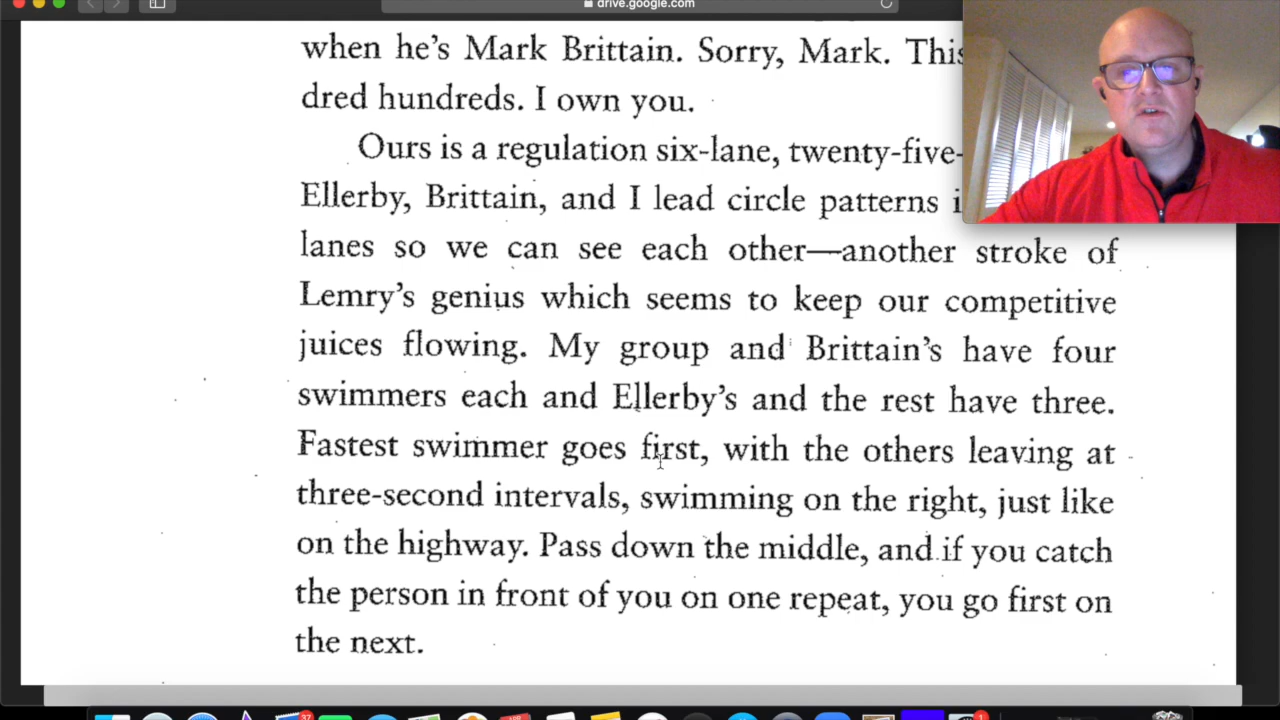 drive.google.com
when he's Mark Brittain. Sorry, Mark. This
dred hundreds. I own you.
Ours is a regulation six-lane, twenty-five-
Ellerby, Brittain, and I lead circle patterns i
lanes so we can see each other—another stroke of
Lemry's genius which seems to keep our competitive
juices flowing. My group and Brittain's have four
swimmers each and Ellerby's and the rest have three.
Fastest swimmer goes first, with the others leaving at
three-second intervals, swimming on the right, just like
on the highway. Pass down the middle, and if you catch
the person in front of you on one repeat, you go first on
the next.
37
1